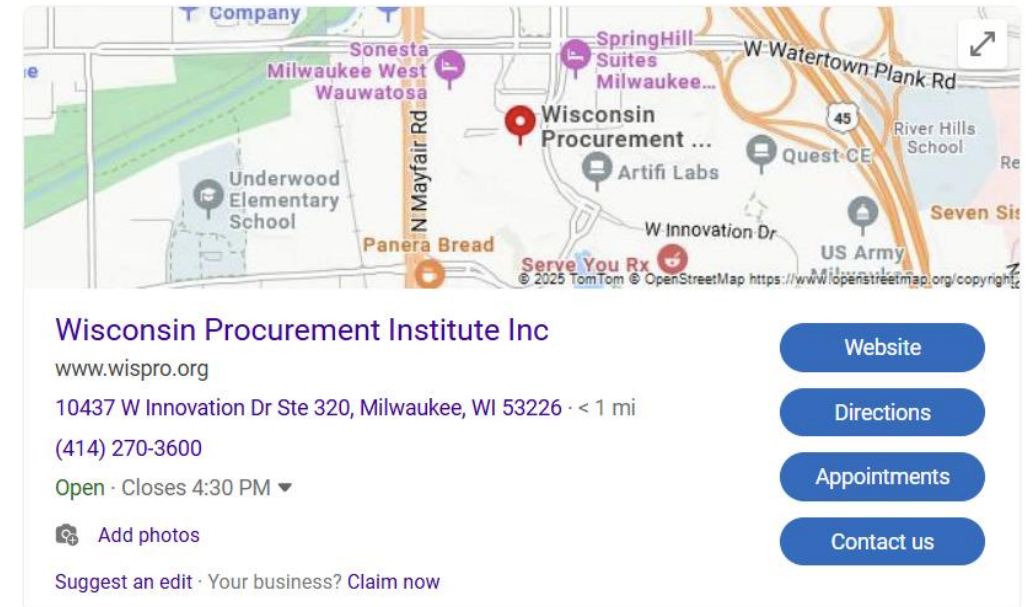 Company
Sonesta
Milwaukee West
Wauwatosa
SpringHill
Suites
Milwaukee...
W Watertown Plank Rd
e
N Mayfair Rd
Wisconsin
Procurement ...
45
River Hills
School
Quest CE
Re
Artifi Labs
Underwood
Elementary
School
Seven Sis
W Innovation Dr
Panera Bread
US Army
Serve You Rx
© 2025 TomTom © OpenStreetMap https://www.openstreetmap.org/copyright
Wisconsin Procurement Institute Inc
www.wispro.org
10437 W Innovation Dr Ste 320, Milwaukee, WI 53226 · < 1 mi
(414) 270-3600
Open · Closes 4:30 PM
Add photos
Suggest an edit · Your business? Claim now
Website
Directions
Appointments
Contact us